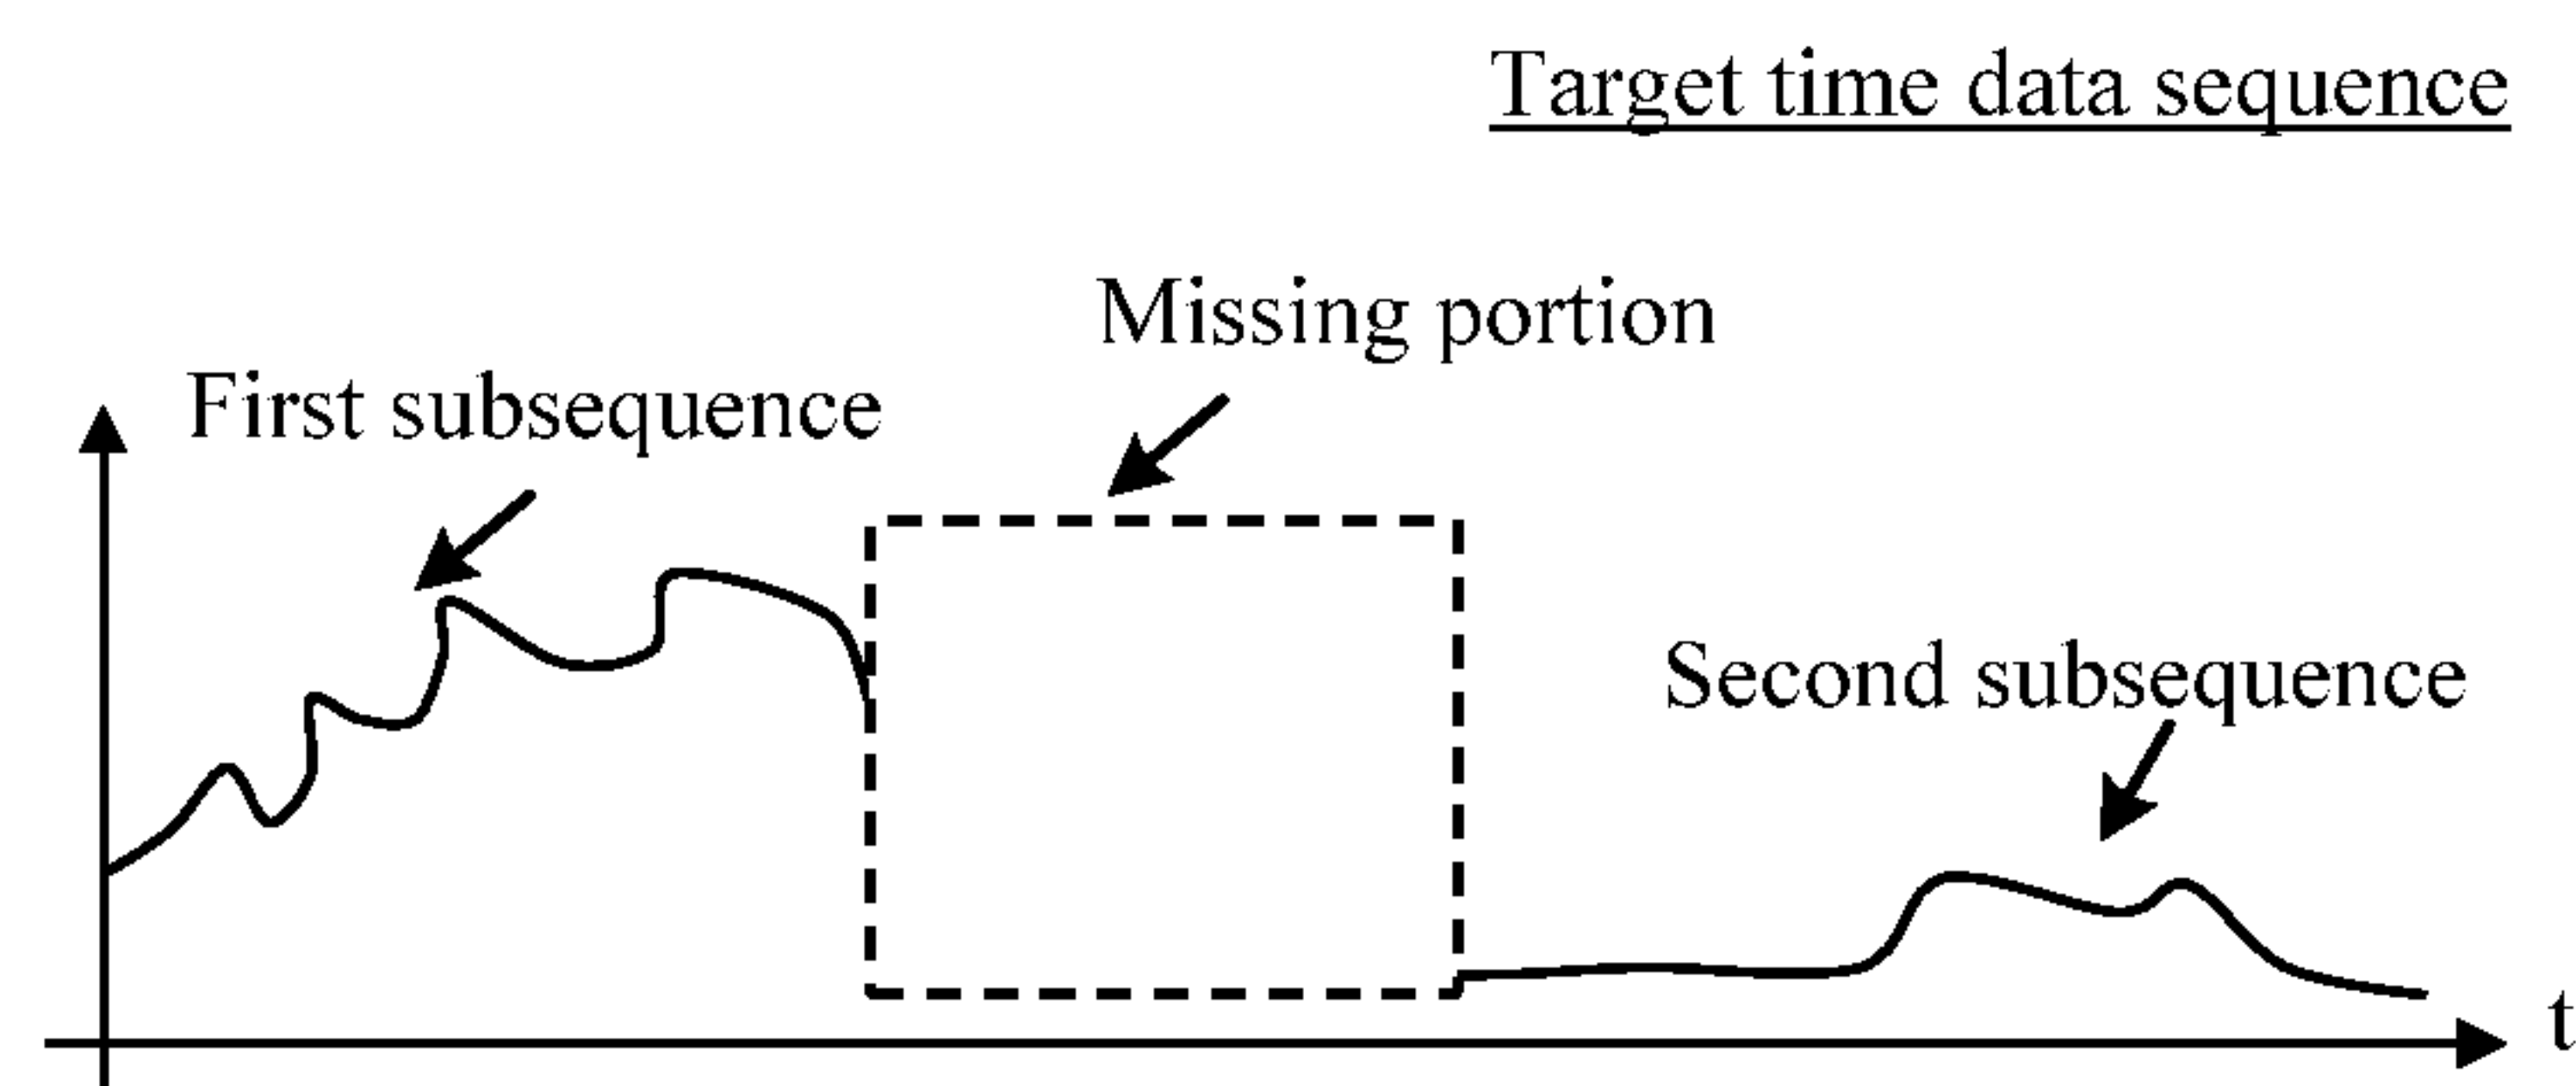 Target time data sequence
Missing portion
First subsequence
Second subsequence
t